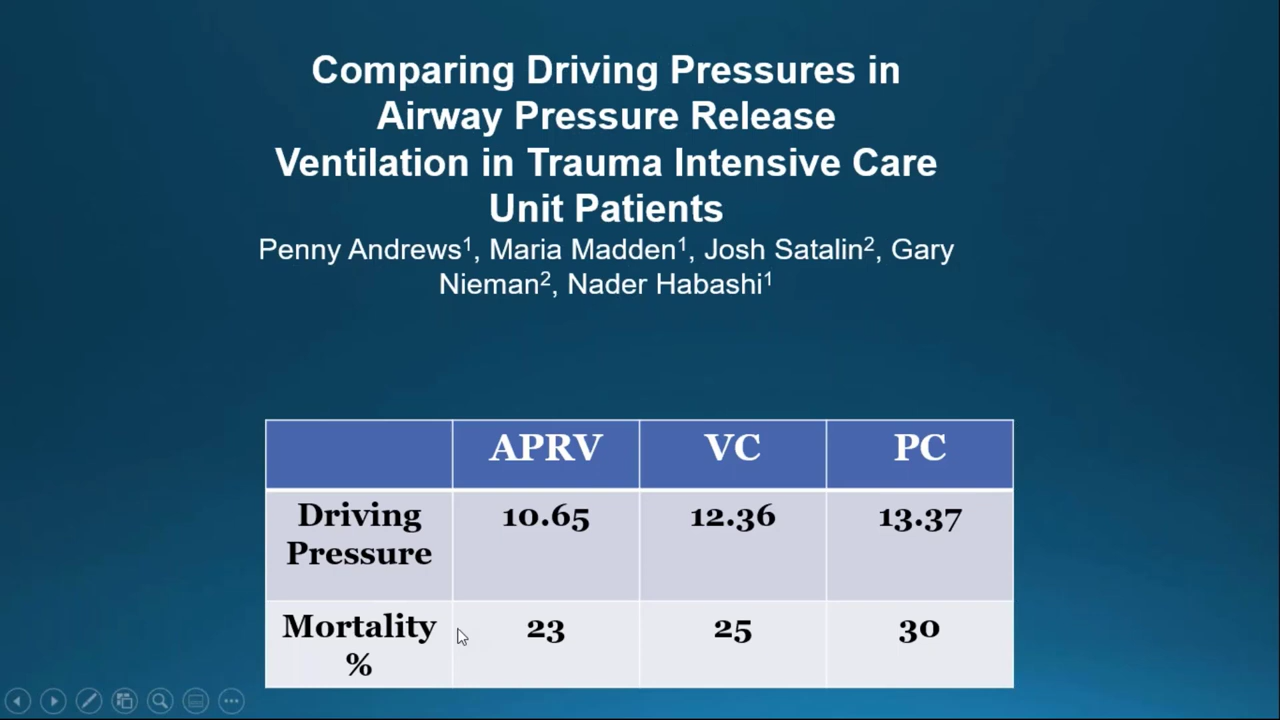 Comparing Driving Pressures in
Airway Pressure Release
Ventilation in Trauma Intensive Care
Unit Patients
Penny Andrews¹, Maria Madden¹, Josh Satalin², Gary
Nieman², Nader Habashi¹
APRV VC PC
Driving Pressure 10.65 12.36 13.37
Mortality % 23 25 30